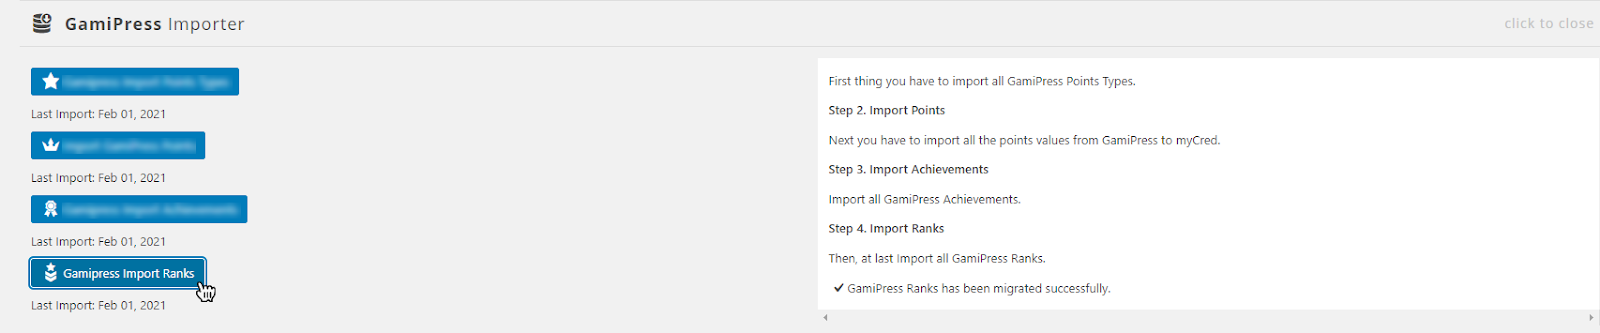 GamiPress Importer
click to close
Last Import: Feb 01, 2021
Last Import: Feb 01, 2021
Last Import: Feb 01, 2021
Gamipress Import Ranks
Last Import: Feb 01, 2021
First thing you have to import all GamiPress Points Types.
Step 2. Import Points
Next you have to import all the points values from GamiPress to myCred.
Step 3. Import Achievements
Import all GamiPress Achievements.
Step 4. Import Ranks
Then, at last Import all GamiPress Ranks.
✔ GamiPress Ranks has been migrated successfully.